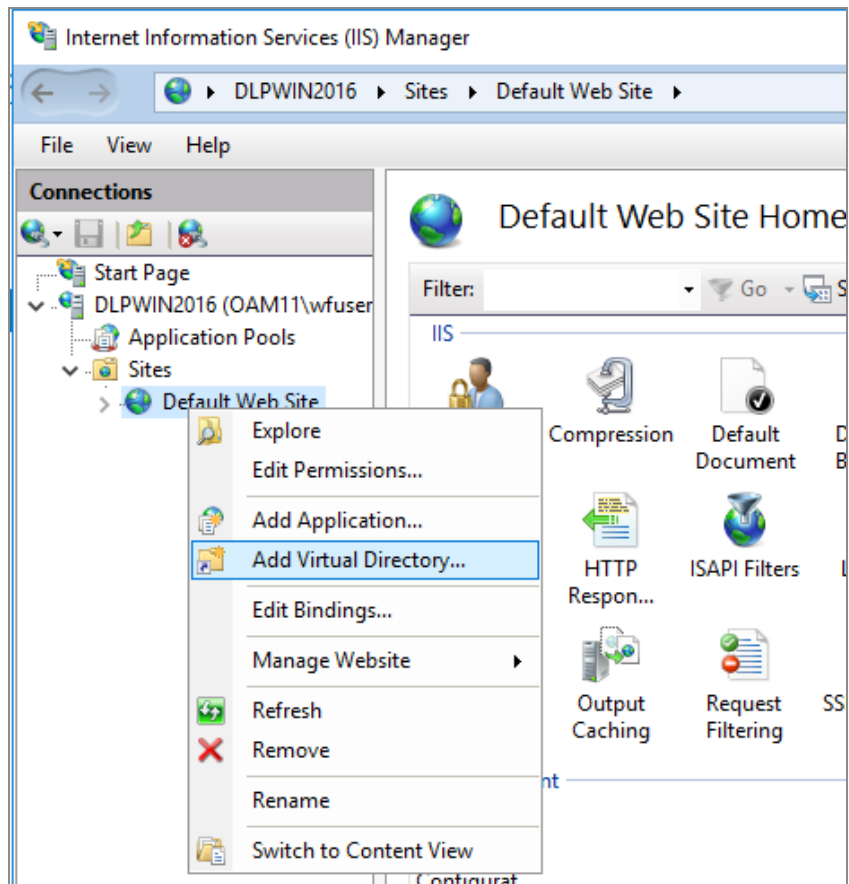 Internet Information Services (IIS) Manager
DLPWIN2016 Sites Default Web Site
File View Help
Connections
Start Page
DLPWIN2016 (OAM11\wfuser
Application Pools
Sites
Default Web Site
Explore
Edit Permissions...
Add Application...
Add Virtual Directory...
Edit Bindings...
Manage Website
Refresh
Remove
Rename
Switch to Content View
Default Web Site Home
Filter: Go S
IIS
Compression
Default
Document
D
B
HTTP
Respon...
ISAPI Filters
Output
Caching
Request
Filtering
SS
nt